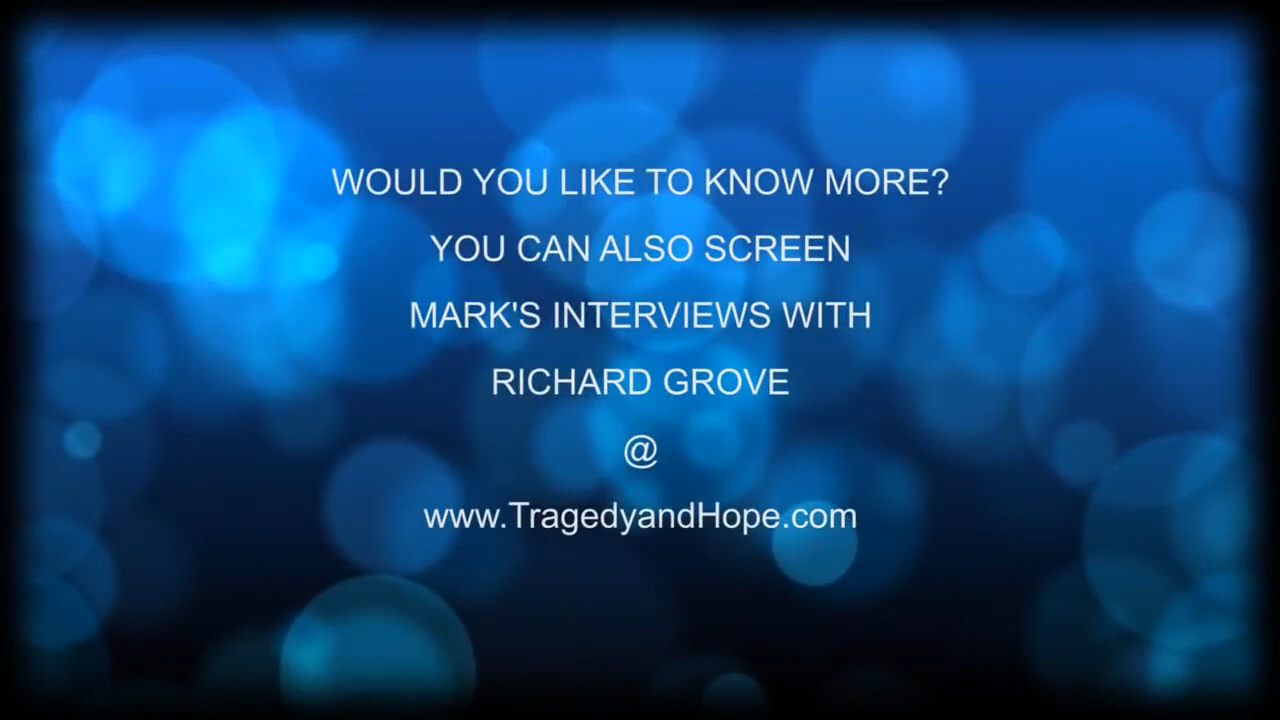 WOULD YOU LIKE TO KNOW MORE?
YOU CAN ALSO SCREEN
MARK'S INTERVIEWS WITH
RICHARD GROVE
@
www.TragedyandHope.com